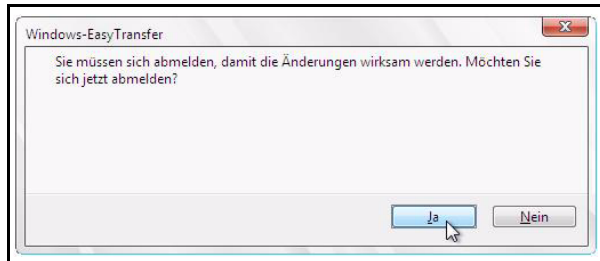 Windows-EasyTransfer
Sie müssen sich abmelden, damit die Änderungen wirksam werden. Möchten Sie
sich jetzt abmelden?
Ja Nein